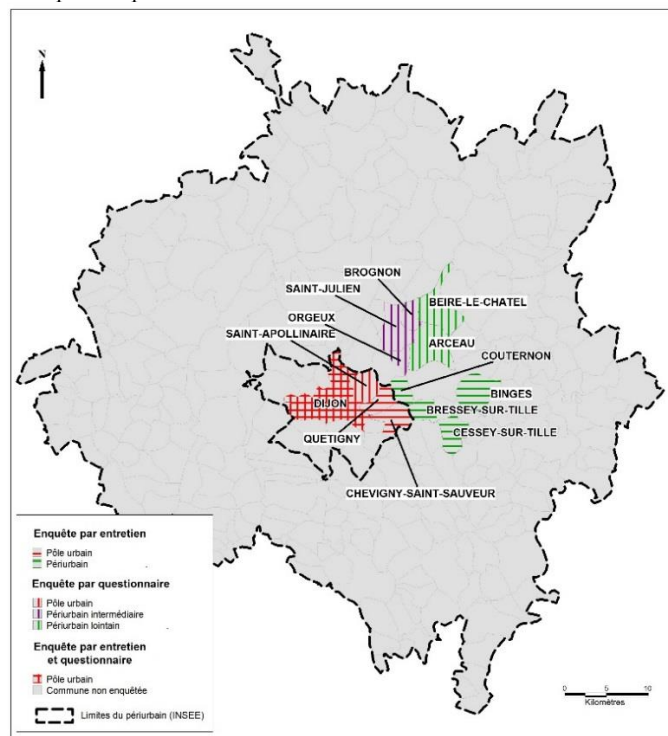 N
BROGNON
SAINT-JULIEN
BEIRE-LE-CHATEL
ORGEUX
SAINT-APOLLINAIRE
ARCEAU
COUTERNON
BINGES
DIJON
BRESSEY-SUR-TILLE
CESSEY-SUR-TILLE
QUETIGNY
CHEVIGNY-SAINT-SAUVEUR
Enquête par entretien
Pôle urbain
Périurbain
Enquête par questionnaire
Pôle urbain
Périurbain intermédiaire
Périurbain lointain
Enquête par entretien
et questionnaire
Pôle urbain
Commune non enquêtée
Limites du périurbain (INSEE)
0 5 10
Kilomètres